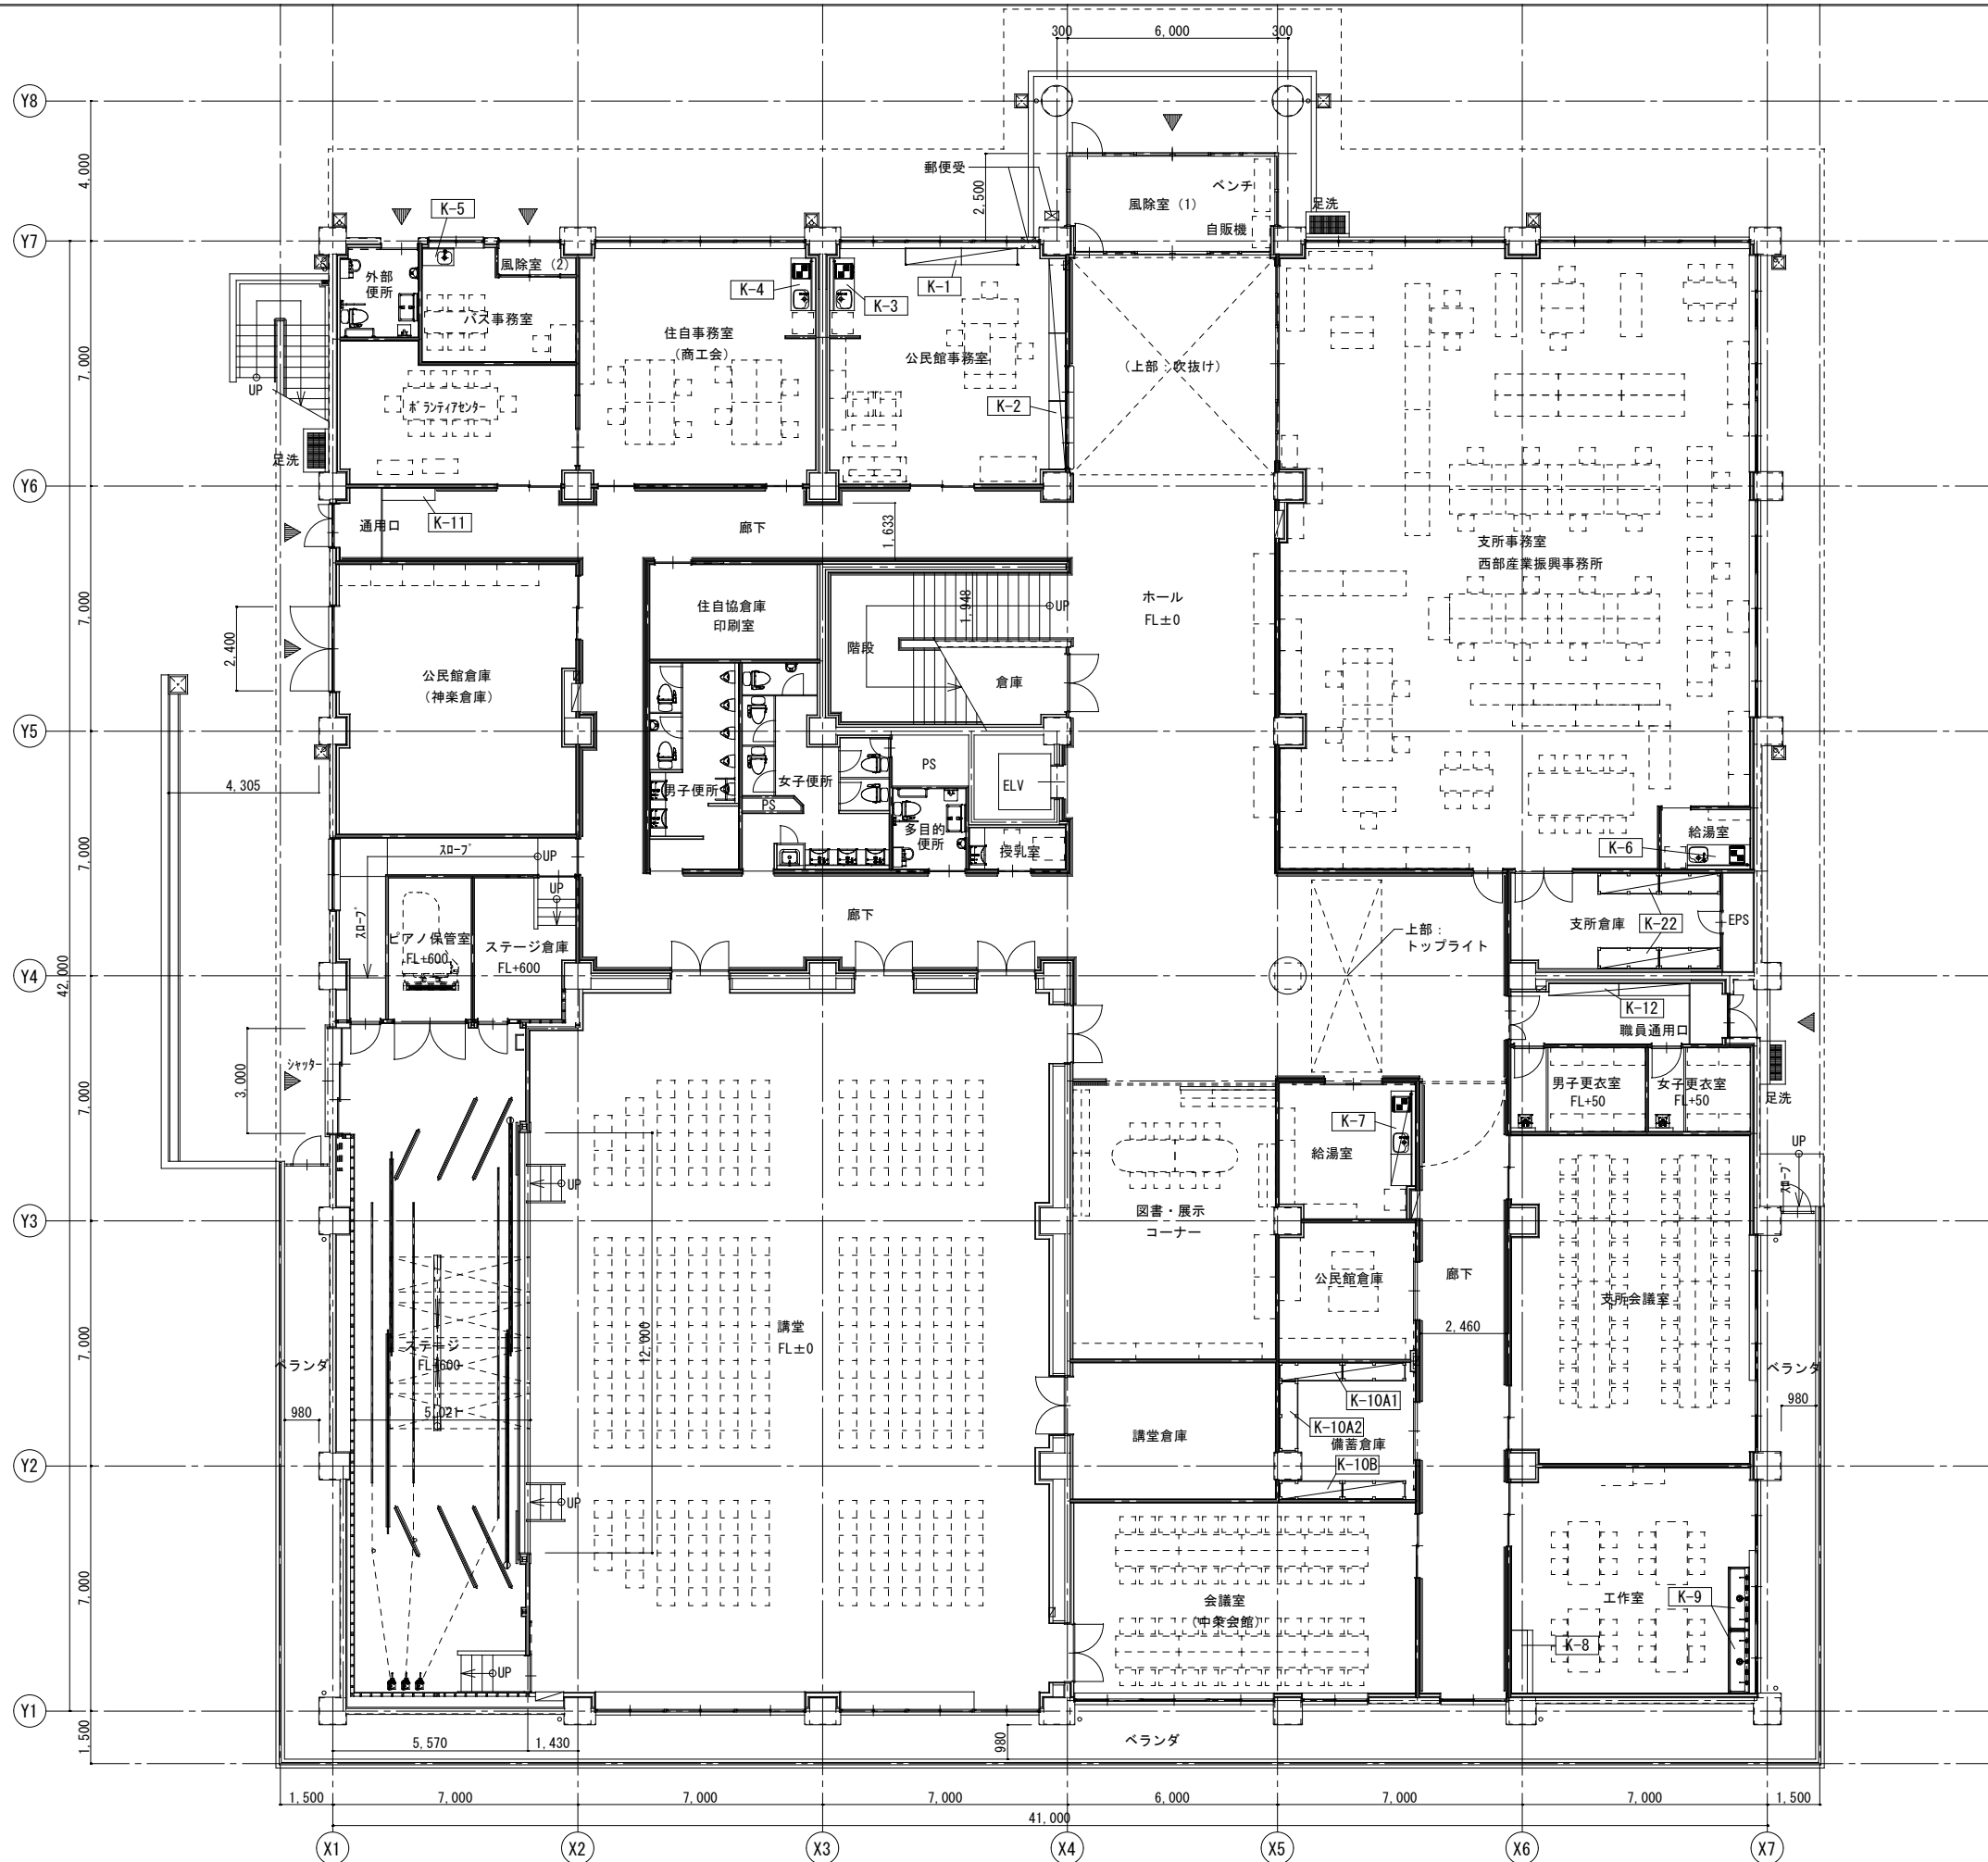 300
6,000
300
Y8
4,000
郵便受
2,500
ベンチ
風除室 (1)
自販機
足洗
K-5
Y7
外部
便所
風除室 (2)
バス事務室
K-4
K-3
K-1
住自事務室
(商工会)
公民館事務室
(上部:吹抜け)
K-2
7,000
UP
ボランティアセンター
足洗
Y6
通用口
K-11
廊下
1,633
支所事務室
西部産業振興事務所
ホール
FL±0
住自協倉庫
印刷室
1,948
UP
階段
倉庫
7,000
2,400
公民館倉庫
(神楽倉庫)
Y5
4,305
男子便所
女子便所
PS
PS
ELV
多目的
便所
授乳室
給湯室
K-6
7,000
スロープ
UP
UP
スロープ
ピアノ保管室
FL+600
ステージ倉庫
FL+600
廊下
上部:
トップライト
支所倉庫
K-22
EPS
Y4
42,000
K-12
職員通用口
シャッター
3,000
7,000
男子更衣室
FL+50
女子更衣室
FL+50
足洗
K-7
給湯室
UP
スロープ
UP
12,000
図書・展示
コーナー
Y3
公民館倉庫
廊下
支所会議室
2,460
7,000
ベランダ
ステージ
FL+600
講堂
FL±0
ベランダ
980
5,021
980
K-10A1
K-10A2
備蓄倉庫
K-10B
講堂倉庫
Y2
UP
7,000
会議室
(中条会館)
工作室
K-9
K-8
UP
Y1
1,500
5,570
1,430
980
ベランダ
1,500
7,000
7,000
7,000
6,000
7,000
7,000
1,500
41,000
X1
X2
X3
X4
X5
X6
X7